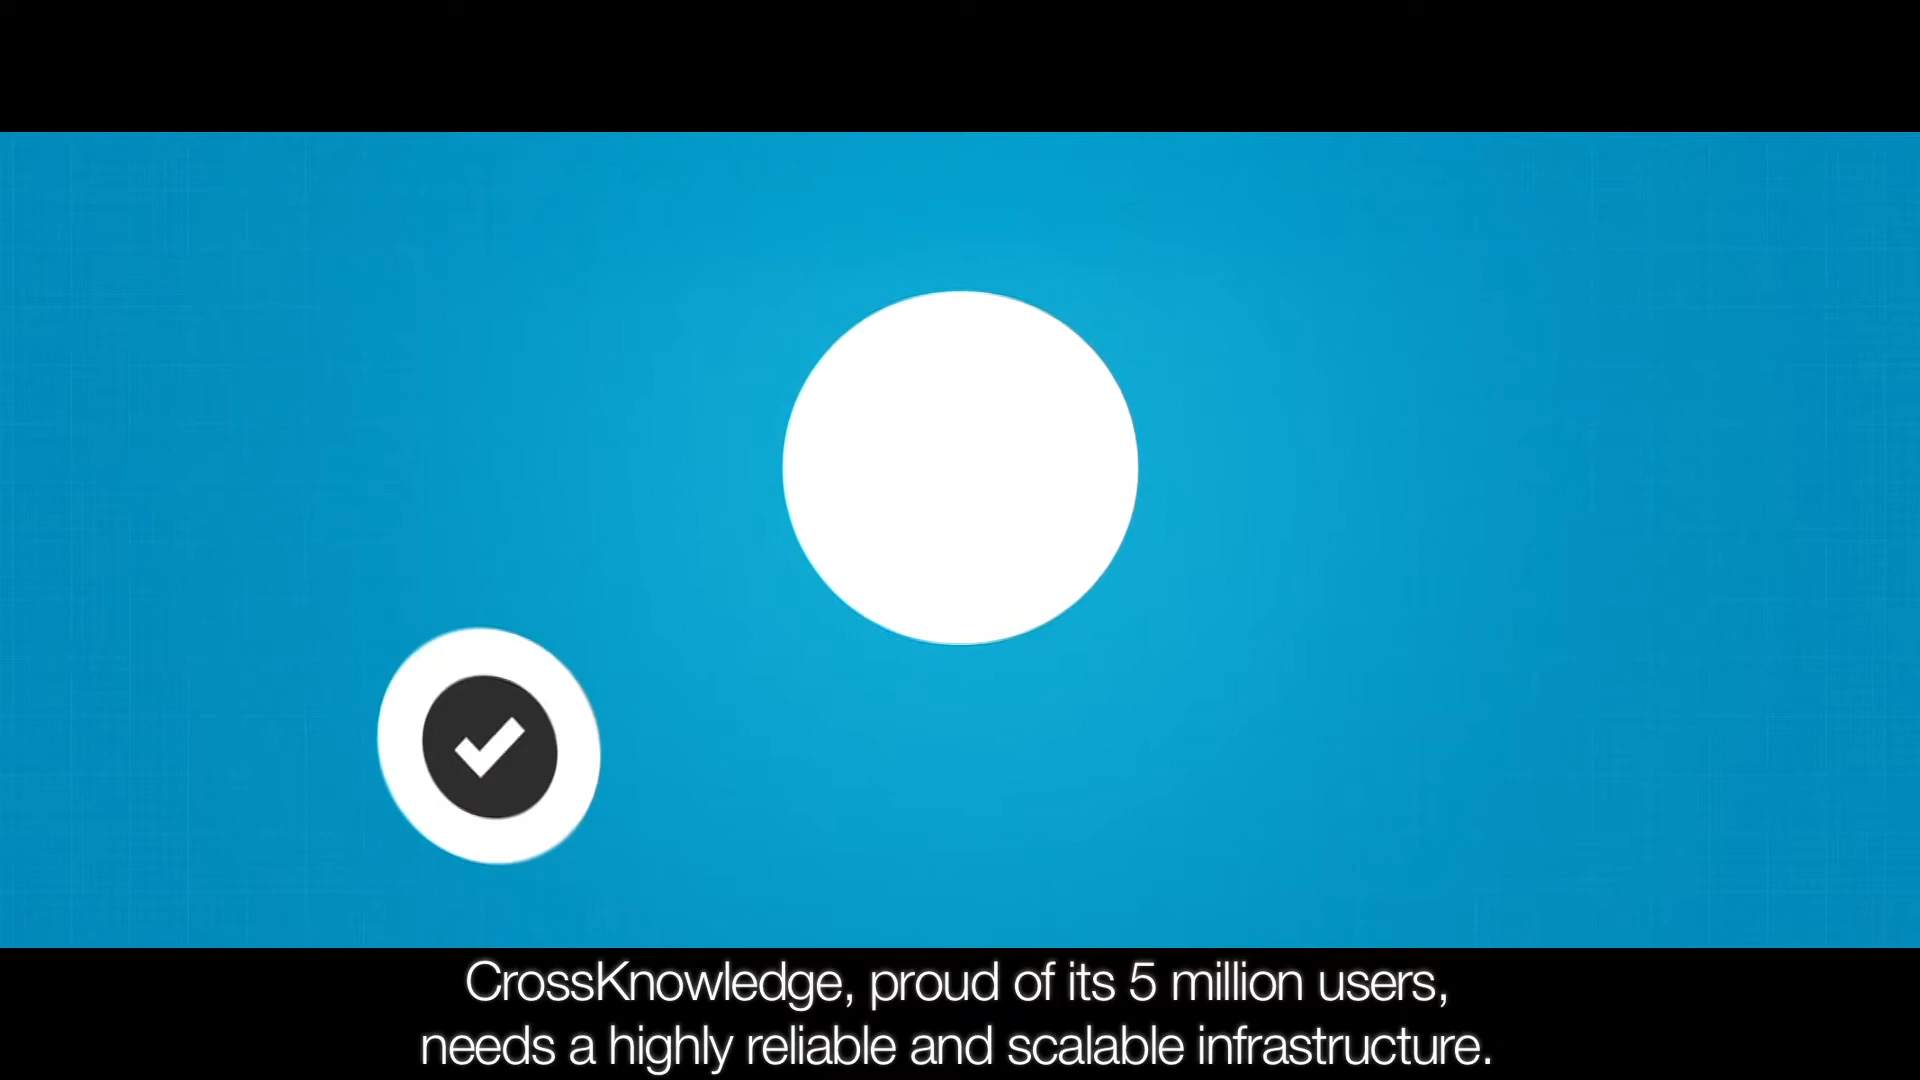 CrossKnowledge, proud of its 5 million users,
needs a highly reliable and scalable infrastructure.